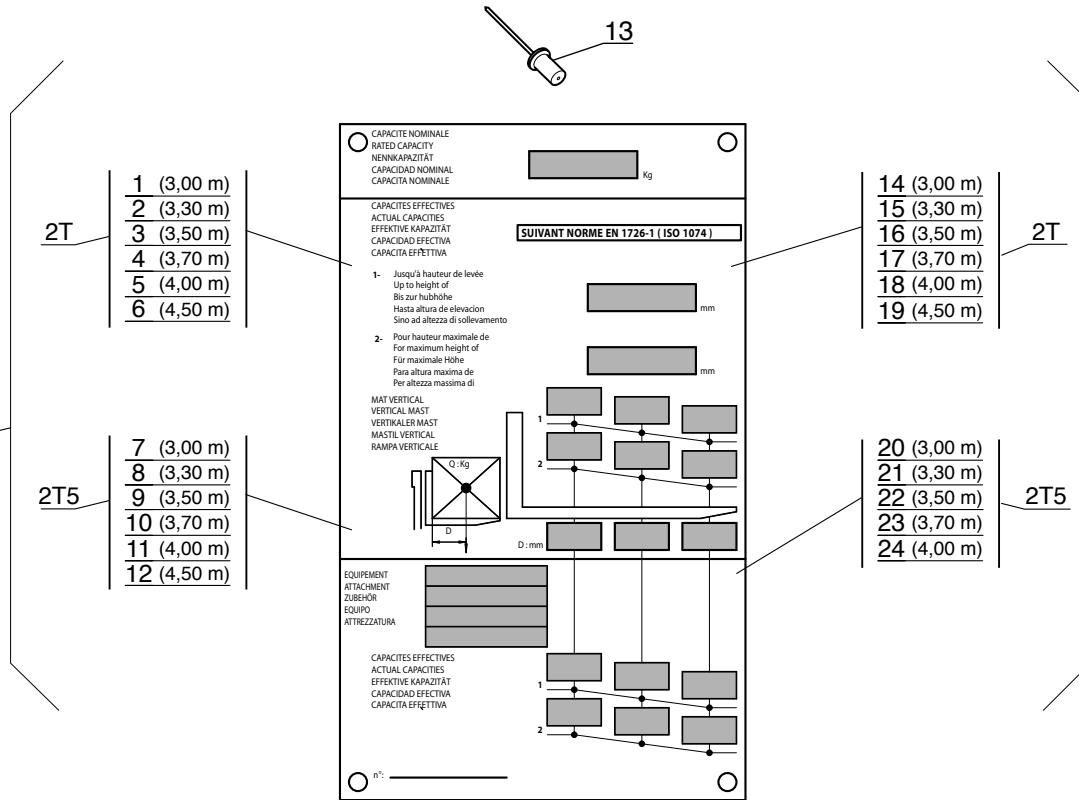 13
2T
1 (3,00 m)
2 (3,30 m)
3 (3,50 m)
4 (3,70 m)
5 (4,00 m)
6 (4,50 m)
2T5
7 (3,00 m)
8 (3,30 m)
9 (3,50 m)
10 (3,70 m)
11 (4,00 m)
12 (4,50 m)
CAPACITE NOMINALE
RATED CAPACITY
NENNKAPAZITÄT
CAPACIDAD NOMINAL
CAPACITA NOMINALE
Kg
CAPACITES EFFECTIVES
ACTUAL CAPACITIES
EFFEKTIVE KAPAZITÄT
CAPACIDAD EFECTIVA
CAPACITA EFFETTIVA
SUIVANT NORME EN 1726-1 ( ISO 1074 )
1- Jusqu'à hauteur de levée
Up to height of
Bis zur hubhöhe
Hasta altura de elevacion
Sino ad altezza di sollevamento
mm
2- Pour hauteur maximale de
For maximum height of
Für maximale Höhe
Para altura maxima de
Per altezza massima di
mm
MAT VERTICAL
VERTICAL MAST
VERTIKALER MAST
MASTIL VERTICAL
RAMPA VERTICALE
1
2
Q : Kg
D
D : mm
EQUIPEMENT
ATTACHMENT
ZUBEHÖR
EQUIPO
ATTREZZATURA
CAPACITES EFFECTIVES
ACTUAL CAPACITIES
EFFEKTIVE KAPAZITÄT
CAPACIDAD EFECTIVA
CAPACITA EFFETTIVA
1
2
n°:
14 (3,00 m)
15 (3,30 m)
16 (3,50 m)
17 (3,70 m)
18 (4,00 m)
19 (4,50 m)
2T
20 (3,00 m)
21 (3,30 m)
22 (3,50 m)
23 (3,70 m)
24 (4,00 m)
2T5